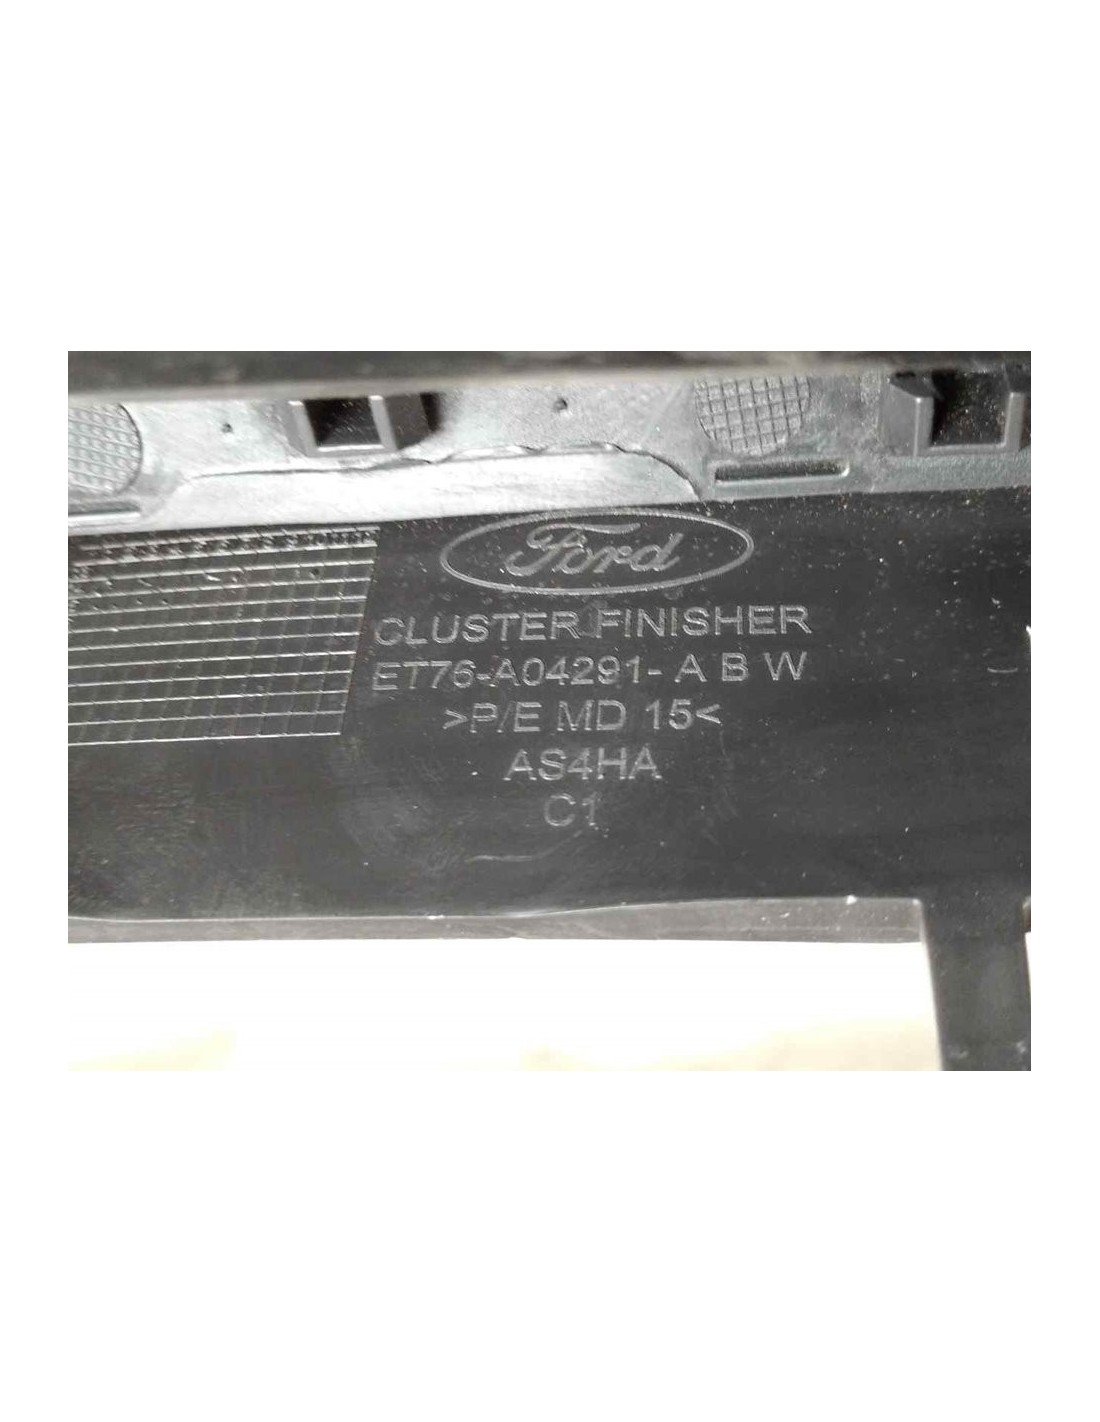 Ford
CLUSTER FINISHER
ET76-A04291- A B W
>P/E MD 15<
AS4HA
C1